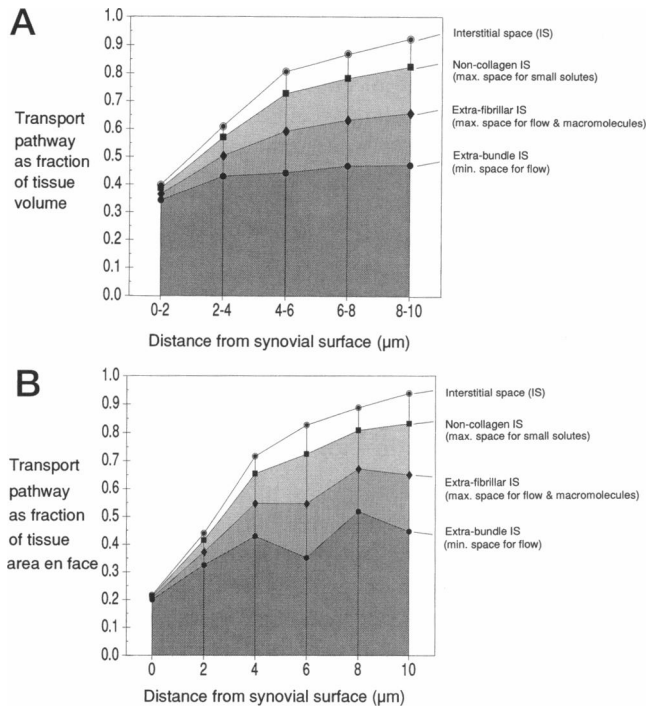 A
1.0
0.9
0.8
0.7
0.6
0.5
0.4
0.3
0.2
0.1
0.0
Transport
pathway
as fraction
of tissue
volume
Interstitial space (IS)
Non-collagen IS
(max. space for small solutes)
Extra-fibrillar IS
(max. space for flow & macromolecules)
Extra-bundle IS
(min. space for flow)
0-2 2-4 4-6 6-8 8-10
Distance from synovial surface (µm)
B
1.0
0.9
0.8
0.7
0.6
0.5
0.4
0.3
0.2
0.1
0.0
Transport
pathway
as fraction
of tissue
area en face
Interstitial space (IS)
Non-collagen IS
(max. space for small solutes)
Extra-fibrillar IS
(max. space for flow & macromolecules)
Extra-bundle IS
(min. space for flow)
0 2 4 6 8 10
Distance from synovial surface (µm)